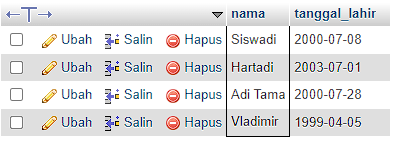 nama tanggal_lahir
Ubah Salin Hapus Siswadi 2000-07-08
Ubah Salin Hapus Hartadi 2003-07-01
Ubah Salin Hapus Adi Tama 2000-07-28
Ubah Salin Hapus Vladimir 1999-04-05